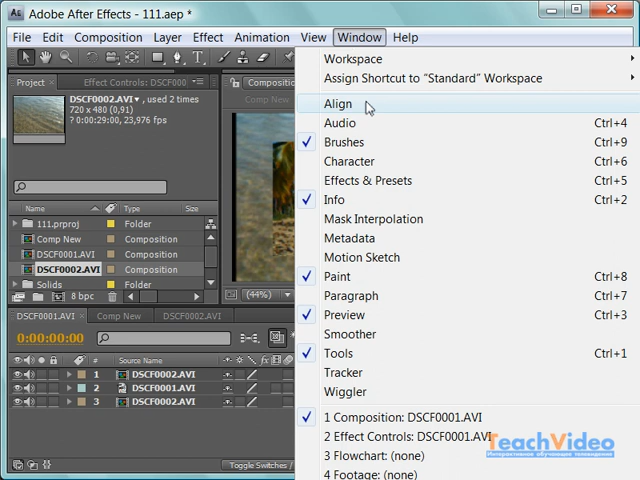 Adobe After Effects - 111.aep *
File Edit Composition Layer Effect Animation View Window Help
Project
Effect Controls: DSCF00
DSCF0002.AVI, used 2 times
720 x 480 (0,91)
Δ 0:00:29:00, 23,976 fps
Name Type Size
111.prproj Folder
Comp New Composition
DSCF0001.AVI Composition
DSCF0002.AVI Composition
Solids Folder
8 bpc
Compositio
Comp New
(44%)
Workspace
Assign Shortcut to “Standard” Workspace
Align
Audio Ctrl+4
Brushes Ctrl+9
Character Ctrl+6
Effects & Presets Ctrl+5
Info Ctrl+2
Mask Interpolation
Metadata
Motion Sketch
Paint Ctrl+8
Paragraph Ctrl+7
Preview Ctrl+3
Smoother
Tools Ctrl+1
Tracker
Wiggler
1 Composition: DSCF0001.AVI
2 Effect Controls: DSCF0001.AVI
3 Flowchart: (none)
4 Footage: (none)
DSCF0001.AVI Comp New DSCF0002.AVI
0:00:00:00
# Source Name
1 DSCF0002.AVI
2 DSCF0001.AVI
3 DSCF0002.AVI
Toggle Switches /
TeachVideo
Интерактивное обучающее телевидение